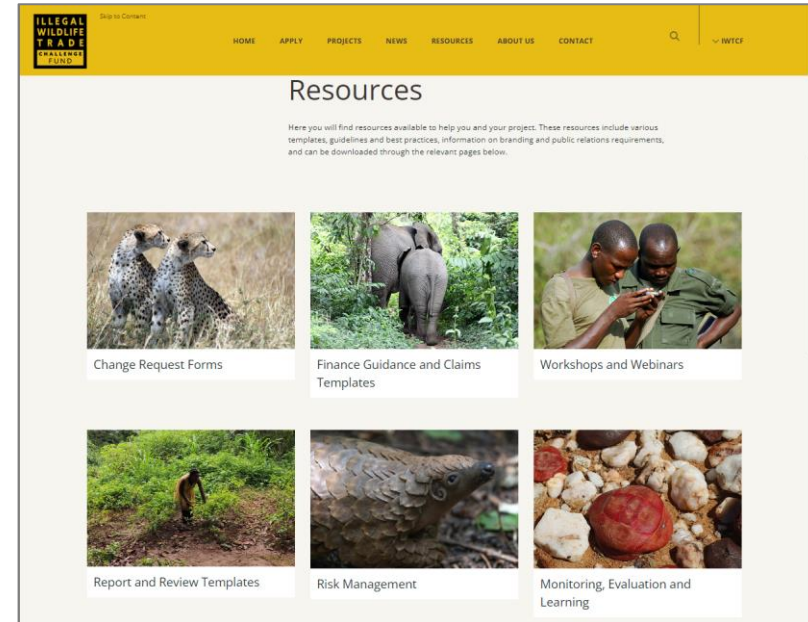 ILLEGAL
WILDLIFE
TRADE
CHALLENGE
FUND
Skip to Content
HOME APPLY PROJECTS NEWS RESOURCES ABOUT US CONTACT IWTCF
Resources
Here you will find resources available to help you and your project. These resources include various
templates, guidelines and best practices, information on branding and public relations requirements,
and can be downloaded through the relevant pages below.
Change Request Forms
Finance Guidance and Claims
Templates
Workshops and Webinars
Report and Review Templates
Risk Management
Monitoring, Evaluation and
Learning